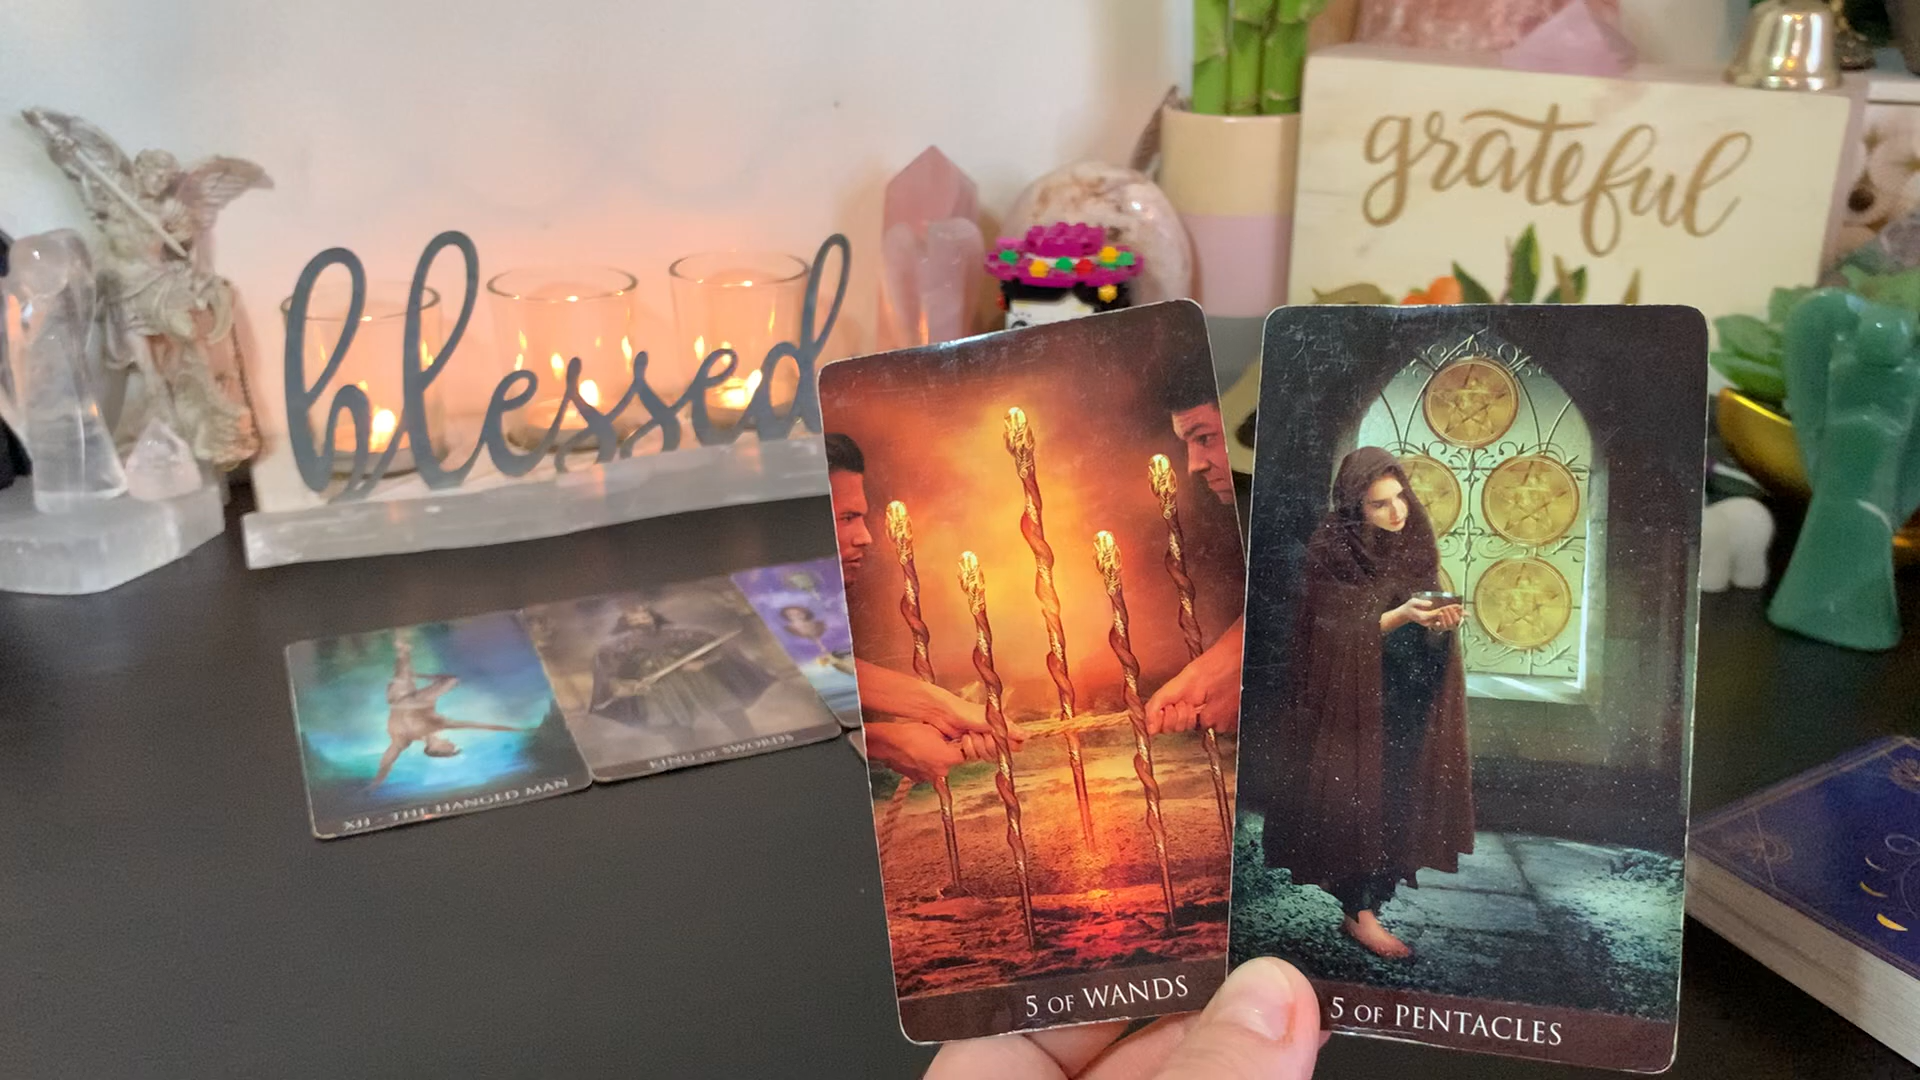 blessed
grateful
XII - THE HANGED MAN
KING OF SWORDS
5 OF WANDS
5 OF PENTACLES